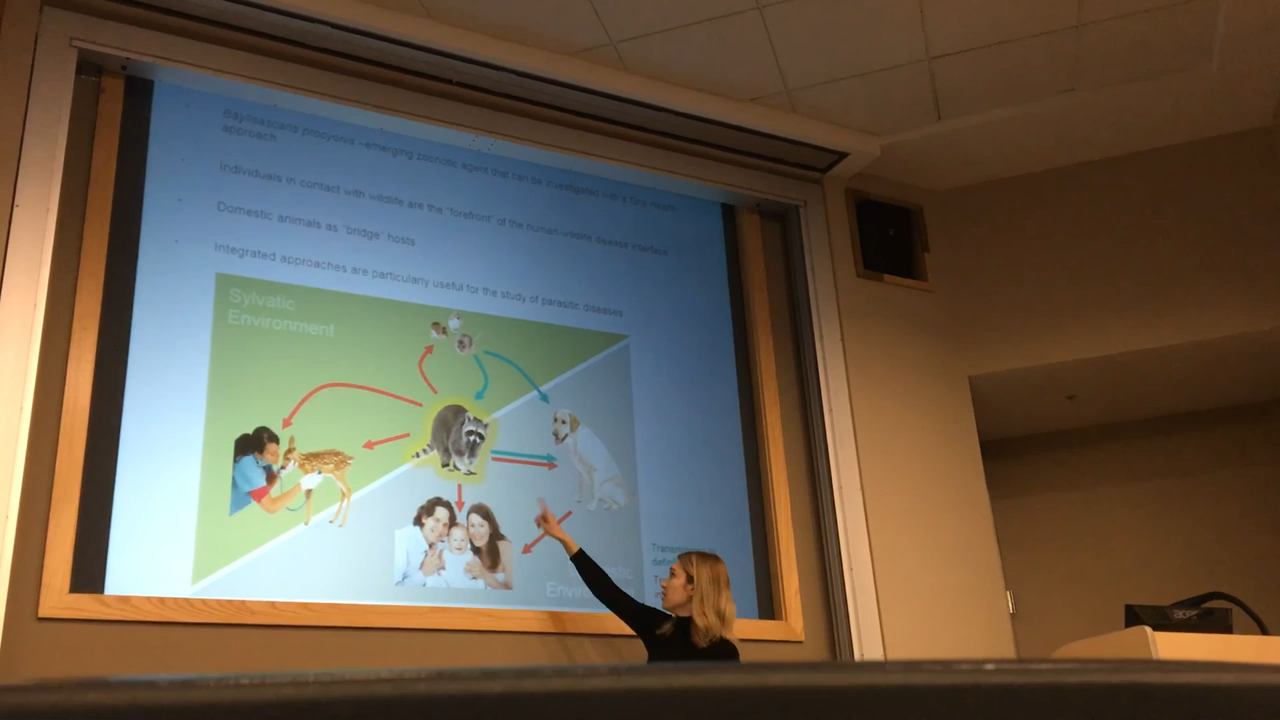 Baylisascaris procyonis –emerging zoonotic agent that can be investigated with a One Health
approach
Individuals in contact with wildlife are the "forefront" of the human-wildlife disease interface
Domestic animals as "bridge" hosts
Integrated approaches are particularly useful for the study of parasitic diseases
Sylvatic
Environment
acer